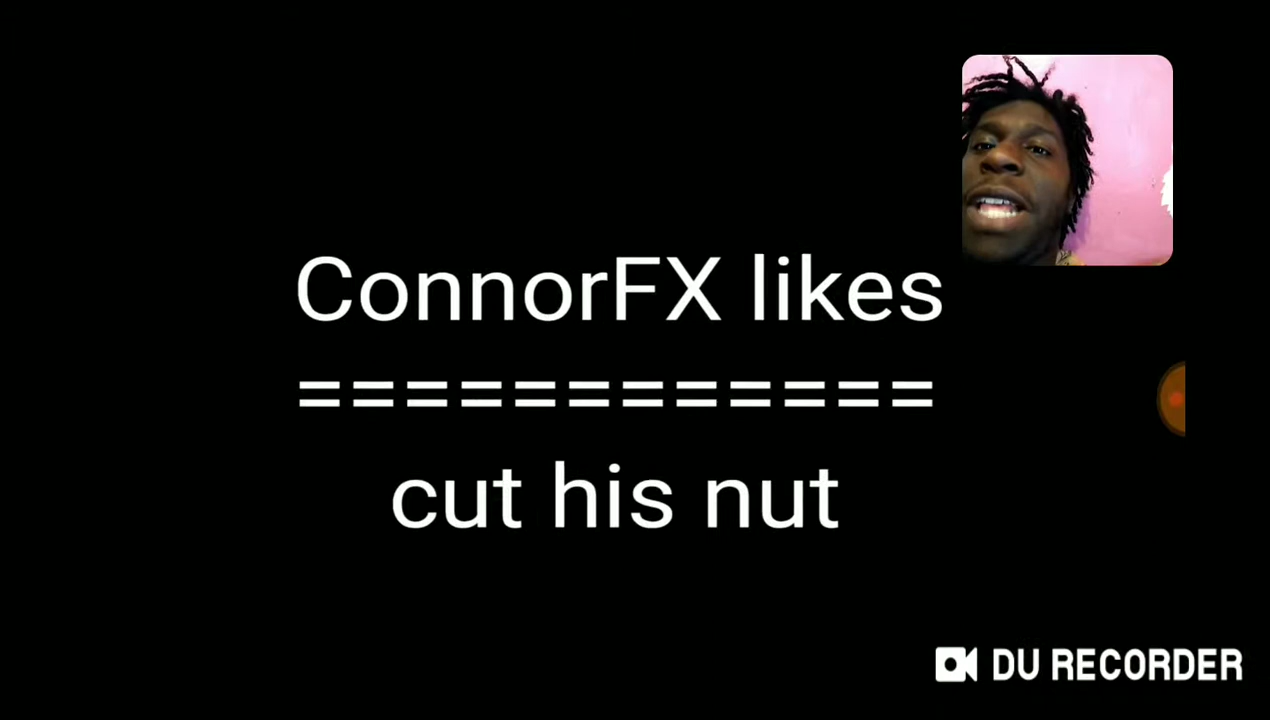 ConnorFX likes
============
cut his nut
DU RECORDER